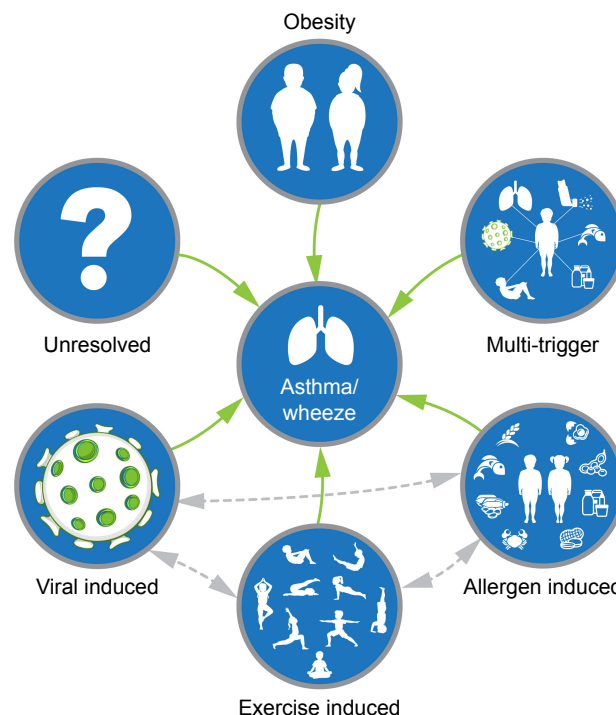 Obesity
?
Unresolved
Multi-trigger
Asthma/
wheeze
Viral induced
Allergen induced
Exercise induced